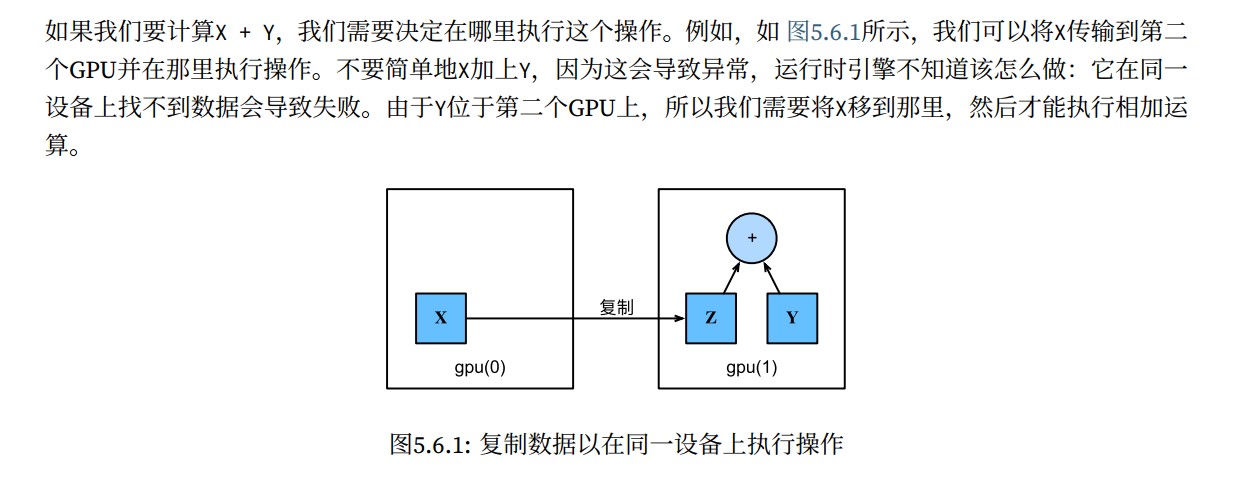 如果我们要计算X + Y，我们需要决定在哪里执行这个操作。例如，如 图5.6.1所示，我们可以将X传输到第二
个GPU并在那里执行操作。不要简单地X加上Y，因为这会导致异常，运行时引擎不知道该怎么做：它在同一
设备上找不到数据会导致失败。由于Y位于第二个GPU上，所以我们需要将X移到那里，然后才能执行相加运
算。
+
复制
X
Z
Y
gpu(0)
gpu(1)
图5.6.1: 复制数据以在同一设备上执行操作